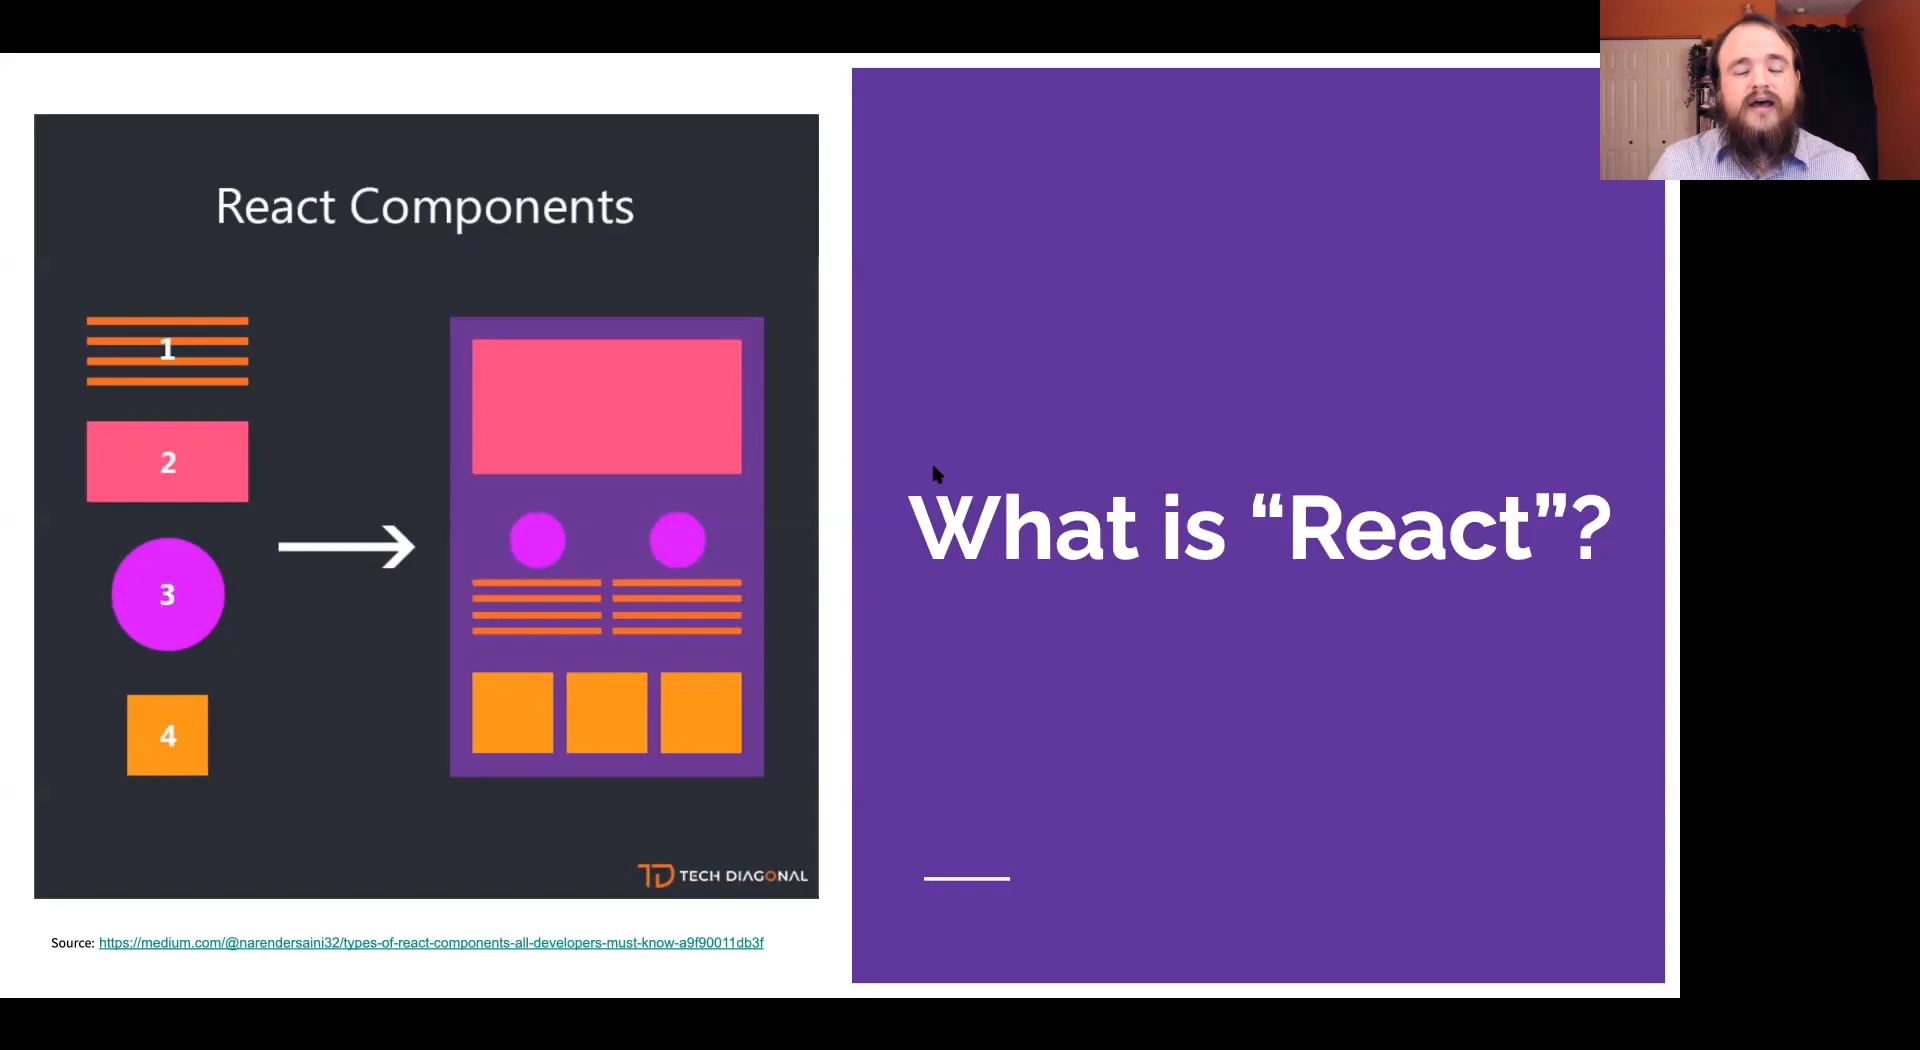 React Components
1
2
3
4
TECH DIAGONAL
Source: https://medium.com/@narendersaini32/types-of-react-components-all-developers-must-know-a9f90011db3f
What is “React”?